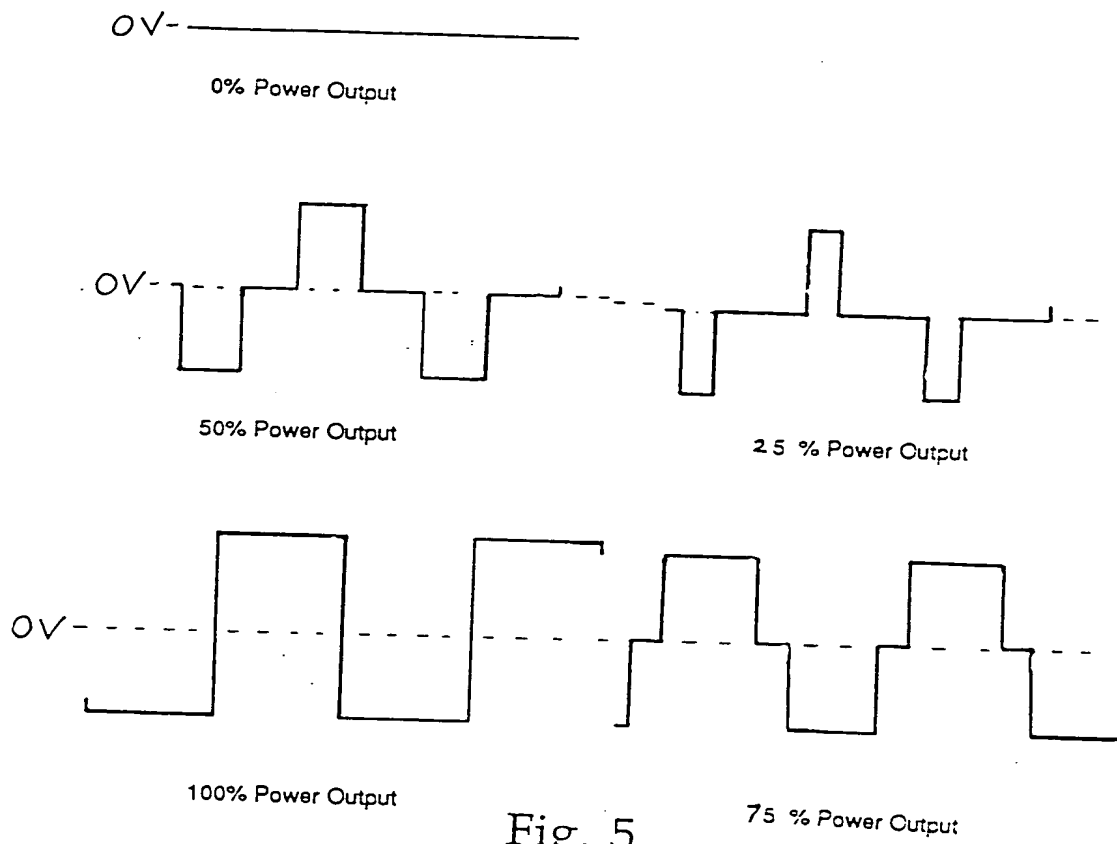 0V-
0% Power Output
0V-
50% Power Output
25 % Power Output
0V-
100% Power Output
75 % Power Output
Fig. 5